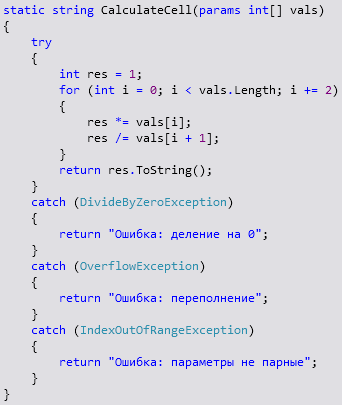 static string CalculateCell(params int[] vals)
{
    try
    {
        int res = 1;
        for (int i = 0; i < vals.Length; i += 2)
        {
            res *= vals[i];
            res /= vals[i + 1];
        }
        return res.ToString();
    }
    catch (DivideByZeroException)
    {
        return "Ошибка: деление на 0";
    }
    catch (OverflowException)
    {
        return "Ошибка: переполнение";
    }
    catch (IndexOutOfRangeException)
    {
        return "Ошибка: параметры не парные";
    }
}